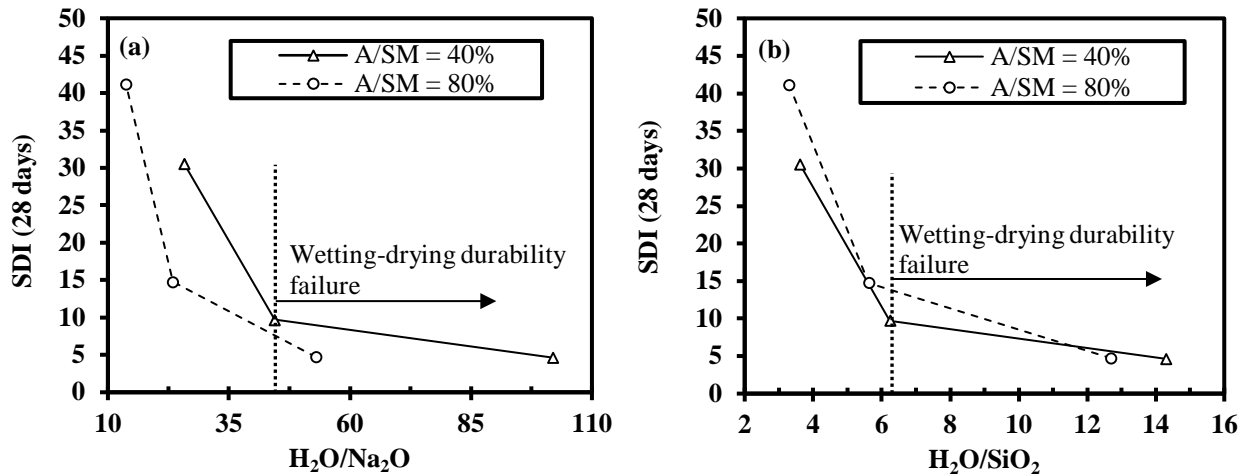 (a)
A/SM = 40%
A/SM = 80%
Wetting-drying durability
failure
50
45
40
35
30
25
20
15
10
5
0
SDI (28 days)
10 35 60 85 110
H₂O/Na₂O
(b)
A/SM = 40%
A/SM = 80%
Wetting-drying durability
failure
50
45
40
35
30
25
20
15
10
5
0
SDI (28 days)
2 4 6 8 10 12 14 16
H₂O/SiO₂